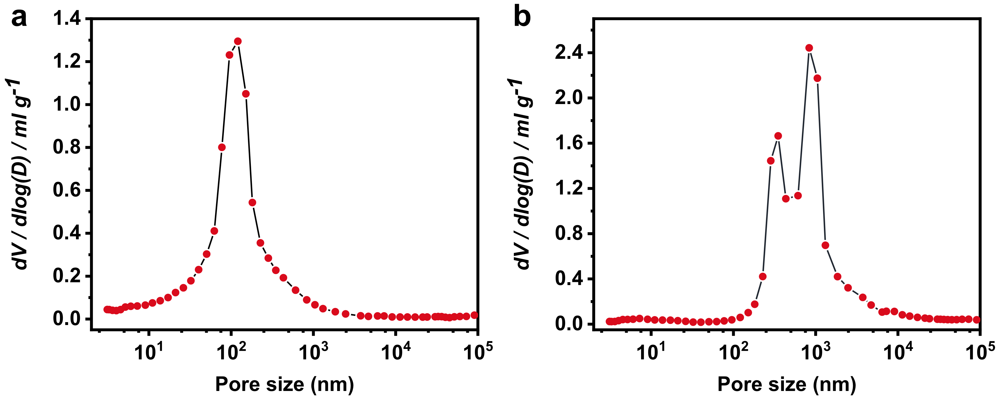 a
1.4
1.2
1.0
0.8
0.6
0.4
0.2
0.0
dV / dlog(D) / ml g⁻¹
10¹ 10² 10³ 10⁴ 10⁵
Pore size (nm)
b
2.4
2.0
1.6
1.2
0.8
0.4
0.0
dV / dlog(D) / ml g⁻¹
10¹ 10² 10³ 10⁴ 10⁵
Pore size (nm)